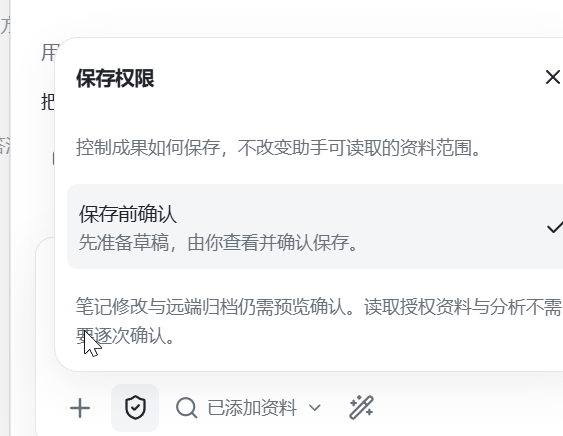 方
用
保存权限
把
控制成果如何保存，不改变助手可读取的资料范围。
保存前确认
先准备草稿，由你查看并确认保存。
笔记修改与远端归档仍需预览确认。读取授权资料与分析不需
要逐次确认。
已添加资料